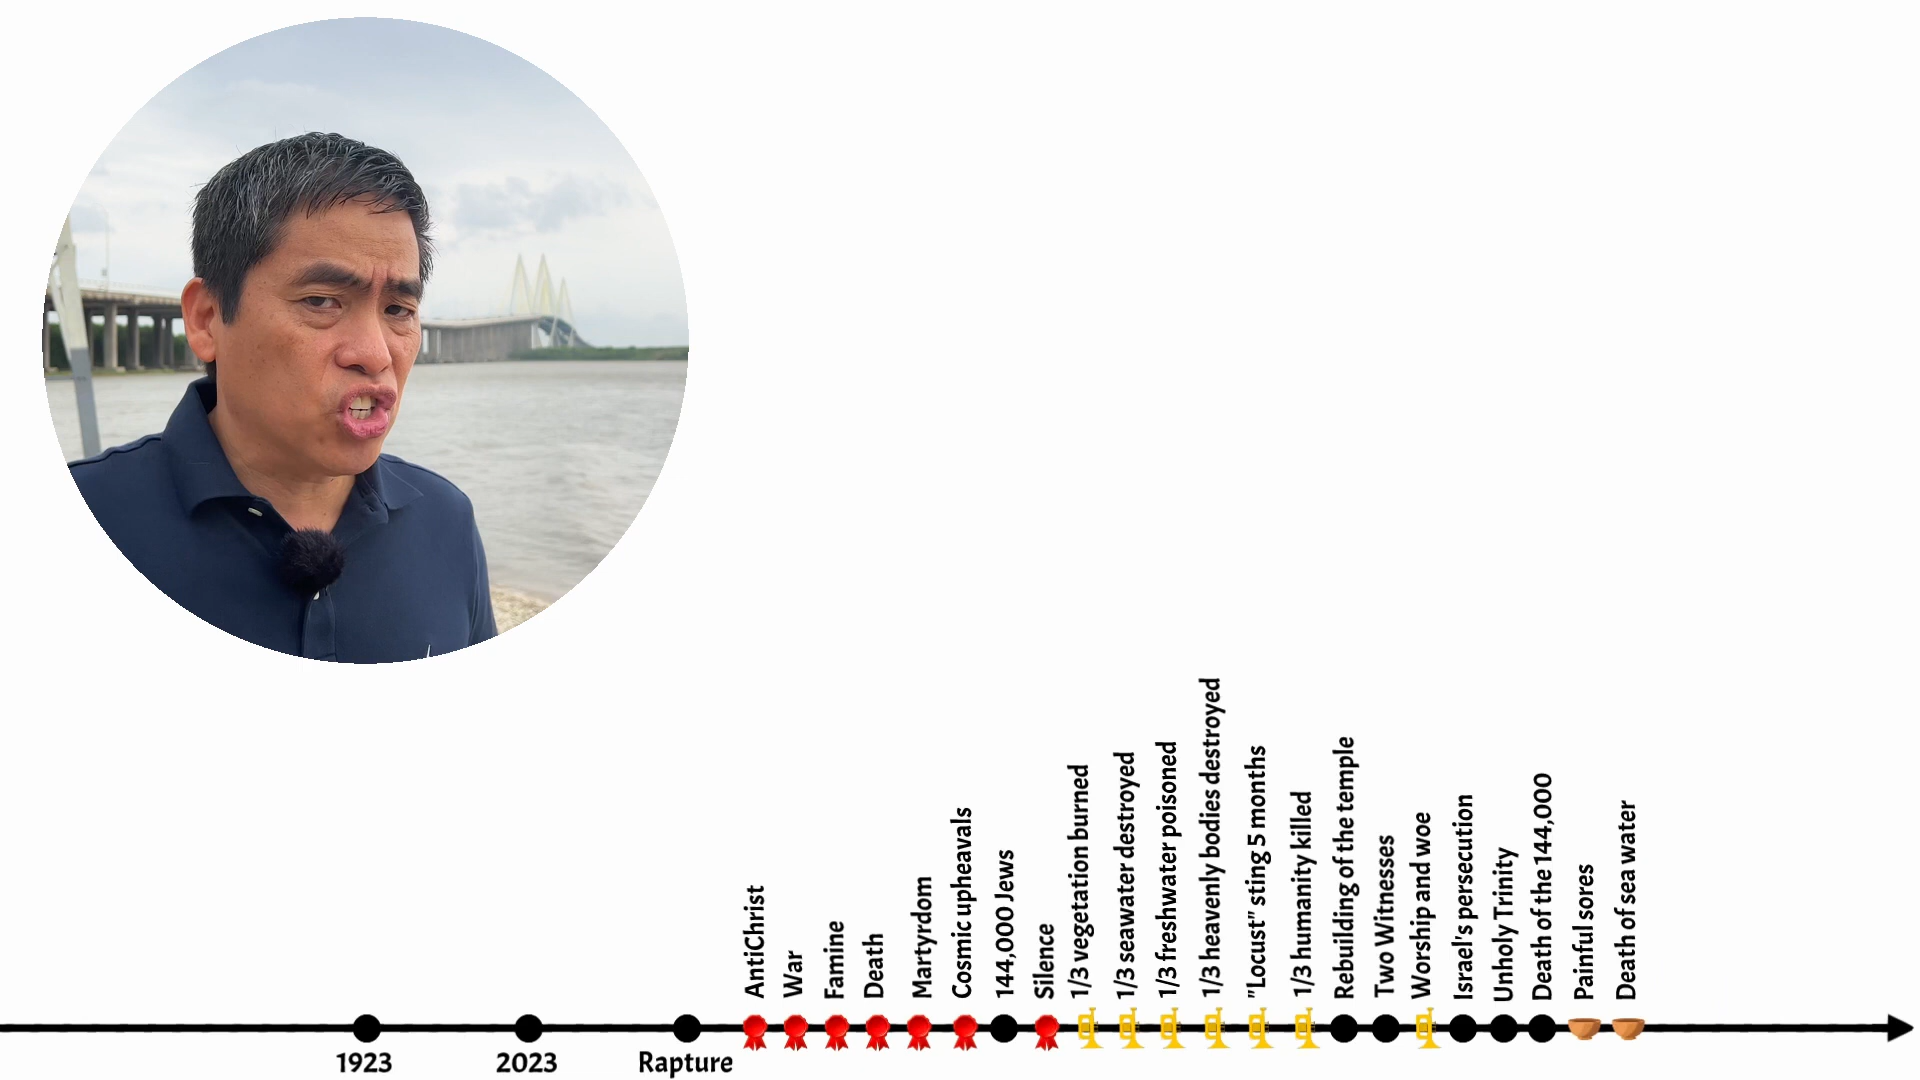 AntiChrist
War
Famine
Death
Martyrdom
Cosmic upheavals
144,000 Jews
Silence
1/3 vegetation burned
1/3 seawater destroyed
1/3 freshwater poisoned
1/3 heavenly bodies destroyed
"Locust" sting 5 months
1/3 humanity killed
Rebuilding of the temple
Two Witnesses
Worship and woe
Israel's persecution
Unholy Trinity
Death of the 144,000
Painful sores
Death of sea water
1923
2023
Rapture